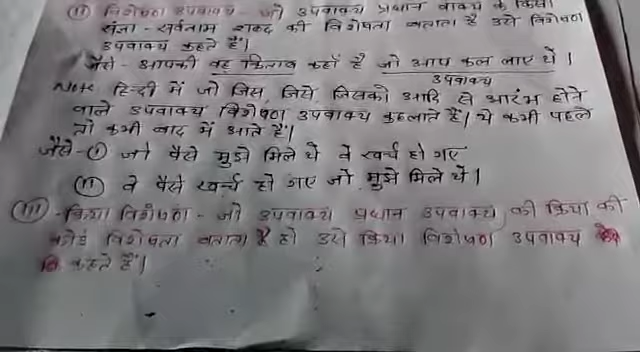 (ii) विशेषण उपवाक्य - जो उपवाक्य प्रधान वाक्य के किसी
संज्ञा - सर्वनाम शब्द की विशेषता बताता है उसे विशेषण
उपवाक्य कहते हैं।
जैसे - आपकी वह किताब कहाँ है जो आप कल लाए थे।
उपवाक्य
Note हिन्दी में जो जिस, जिसे, जिसको आदि से आरंभ होने
वाले उपवाक्य विशेषण उपवाक्य कहलाते हैं। ये कभी पहले
तो कभी बाद में आते हैं।
जैसे - (i) जो पैसे मुझे मिले थे वे खर्च हो गए
(ii) वे पैसे खर्च हो गए जो मुझे मिले थे।
(iii) - क्रिया विशेषण - जो उपवाक्य प्रधान उपवाक्य की क्रिया की
कोई विशेषता बताता है हो उसे क्रिया विशेषण उपवाक्य
कहते हैं।